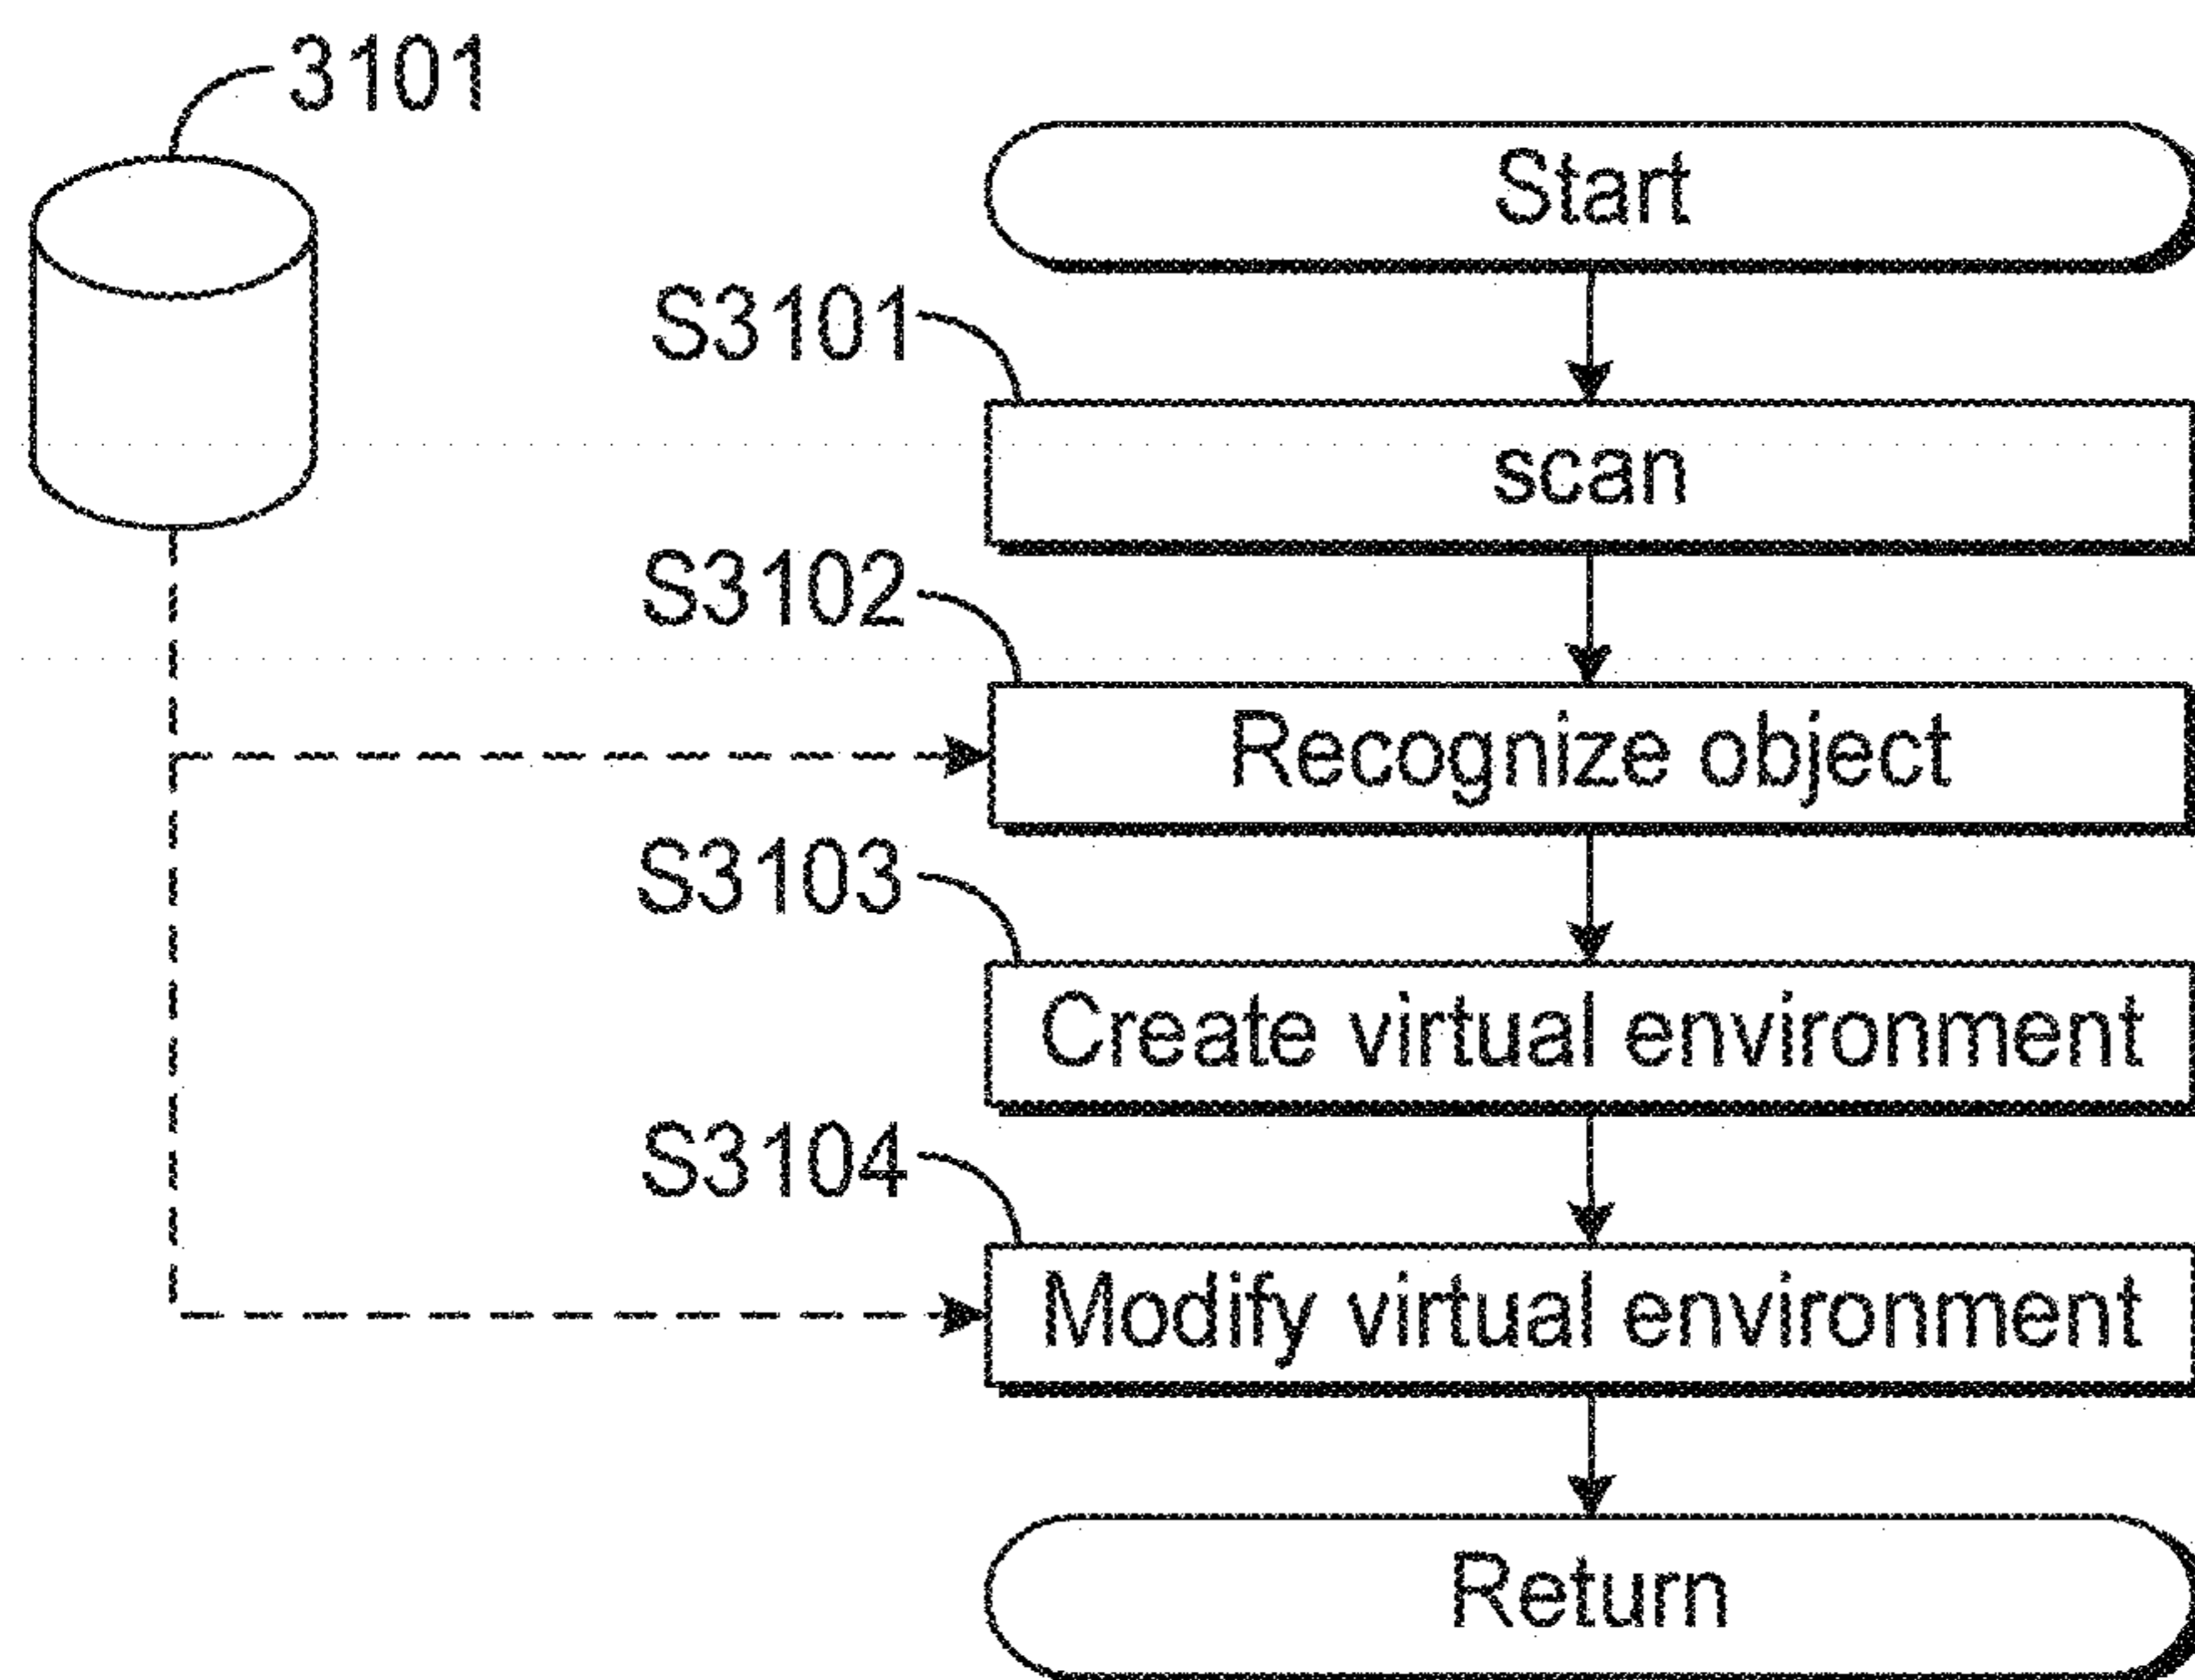 3101
Start
S3101
scan
S3102
Recognize object
S3103
Create virtual environment
S3104
Modify virtual environment
Return